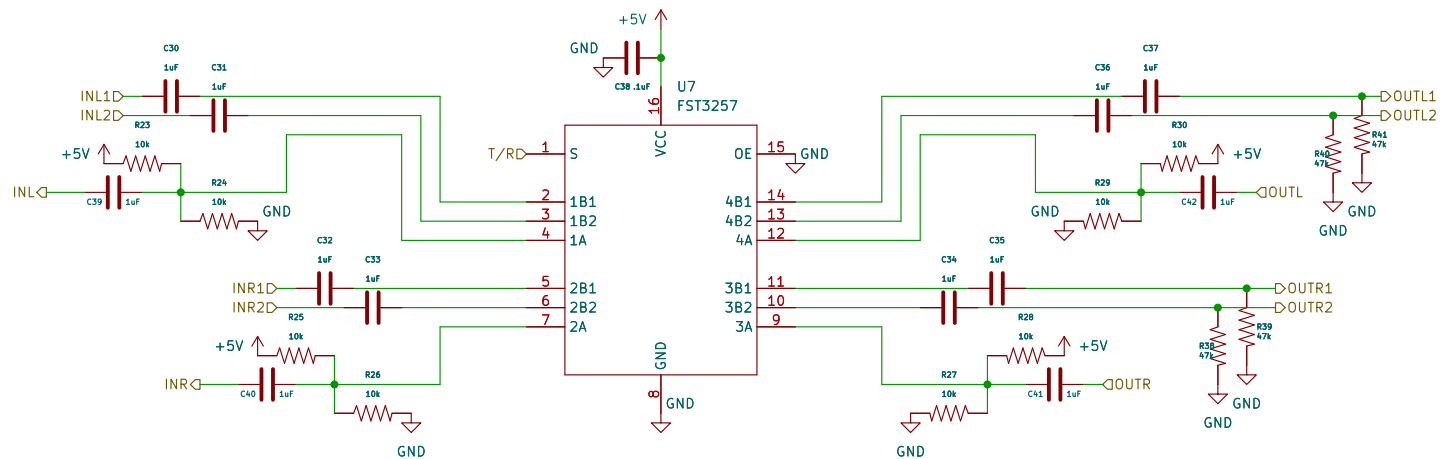 +5V
GND
C38 .1uF
U7
FST3257
16
VCC
C30
1uF
C31
1uF
INL1
INL2
R23
10k
+5V
R24
10k
GND
INL
C39
1uF
T/R
1
S
2
1B1
3
1B2
4
1A
5
2B1
6
2B2
7
2A
GND
8
GND
15
OE
GND
14
4B1
13
4B2
12
4A
11
3B1
10
3B2
9
3A
C32
1uF
C33
1uF
INR1
INR2
R25
10k
+5V
R26
10k
GND
INR
C40
1uF
C37
1uF
C36
1uF
OUTL1
OUTL2
R41
47k
R40
47k
GND
GND
R30
10k
+5V
R29
10k
GND
C42
1uF
OUTL
C35
1uF
C34
1uF
OUTR1
OUTR2
R39
47k
R38
47k
GND
GND
R28
10k
+5V
R27
10k
GND
C41
1uF
OUTR